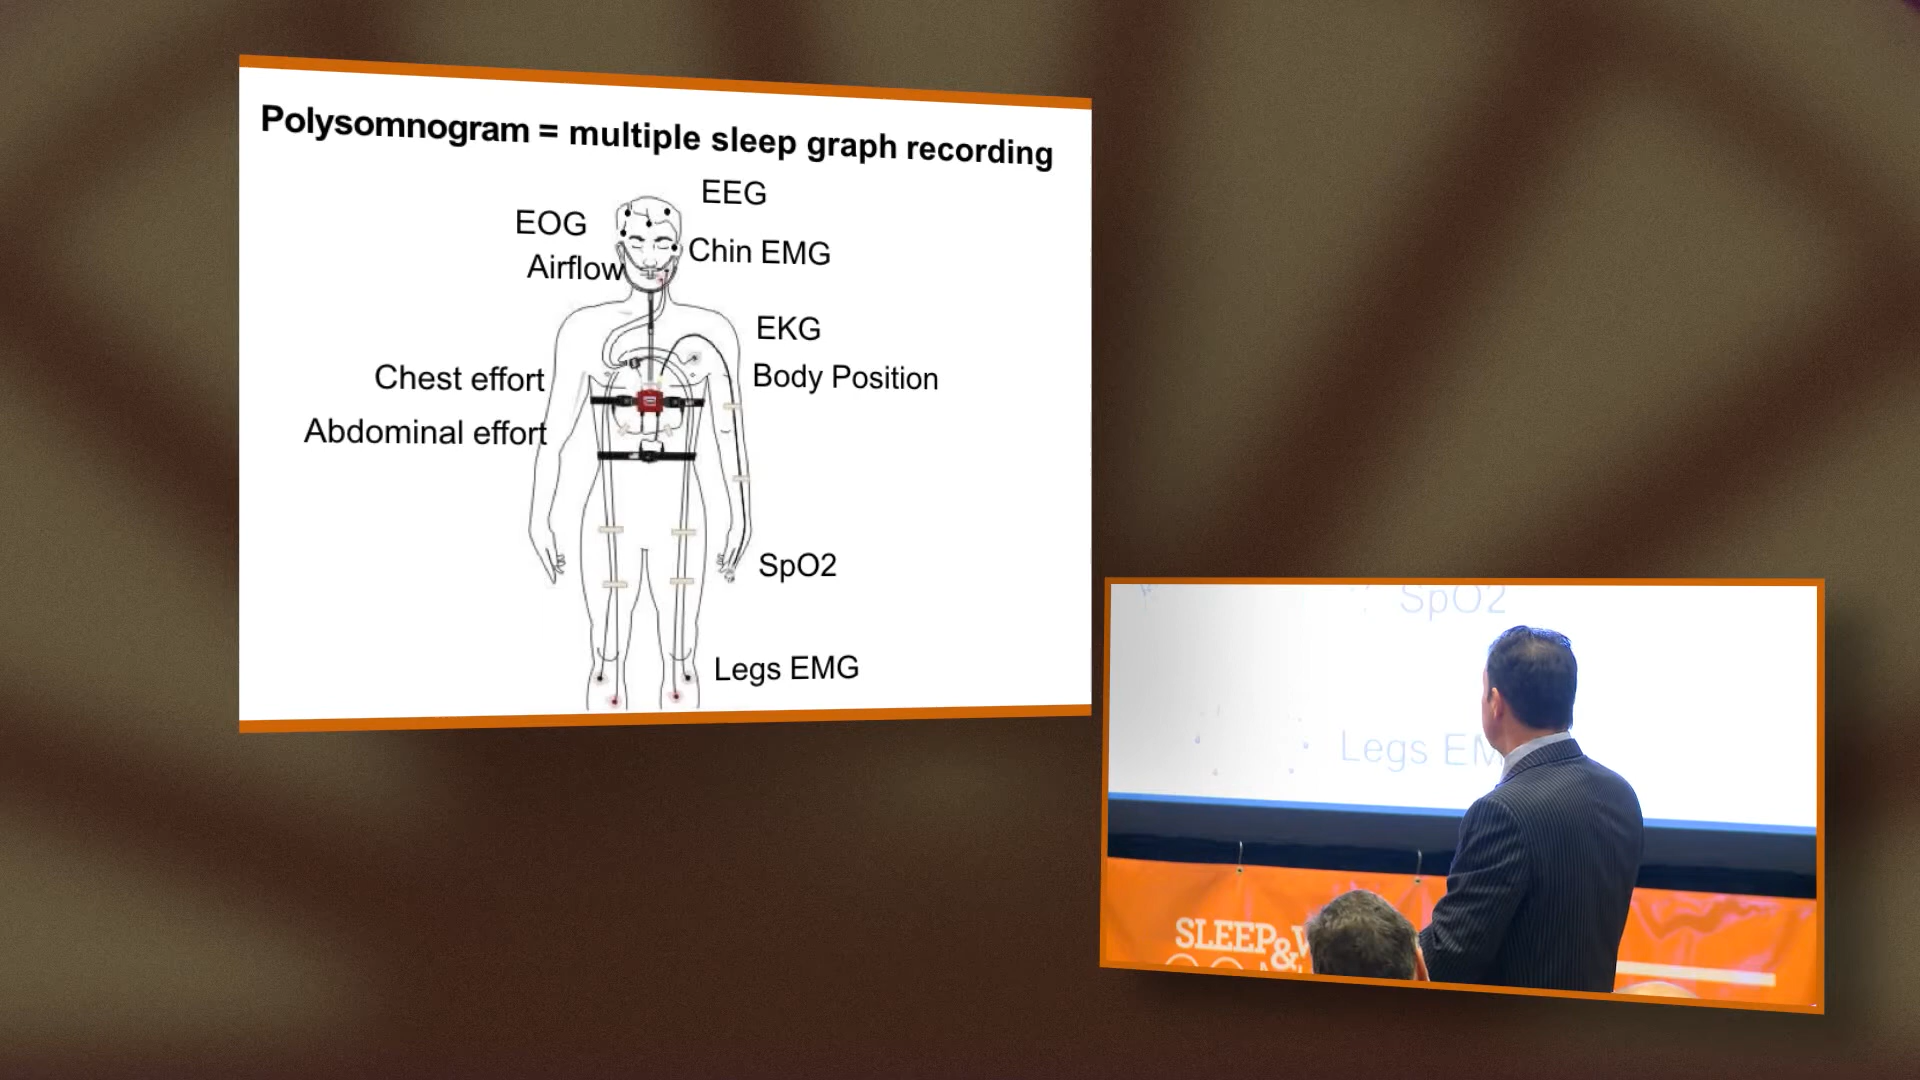 Polysomnogram = multiple sleep graph recording
EEG
EOG
Chin EMG
Airflow
EKG
Chest effort
Body Position
Abdominal effort
SpO2
Legs EMG
SpO2
Legs EM
SLEEP&